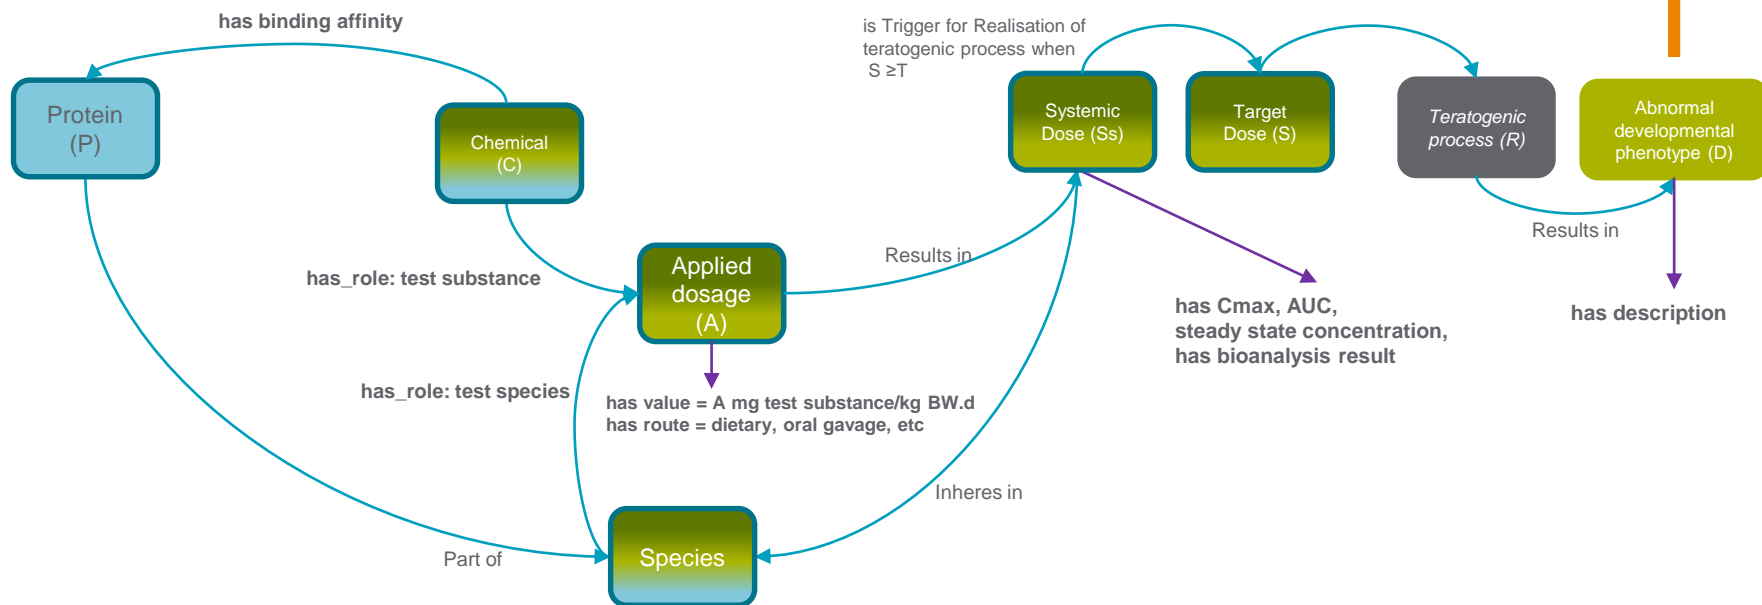 has binding affinity
is Trigger for Realisation of
teratogenic process when
S ≥T
Protein
(P)
Chemical
(C)
Systemic
Dose (Ss)
Target
Dose (S)
Teratogenic
process (R)
Abnormal
developmental
phenotype (D)
Results in
has_role: test substance
Applied
dosage
(A)
Results in
has Cmax, AUC,
steady state concentration,
has bioanalysis result
has description
has_role: test species
has value = A mg test substance/kg BW.d
has route = dietary, oral gavage, etc
Inheres in
Part of
Species